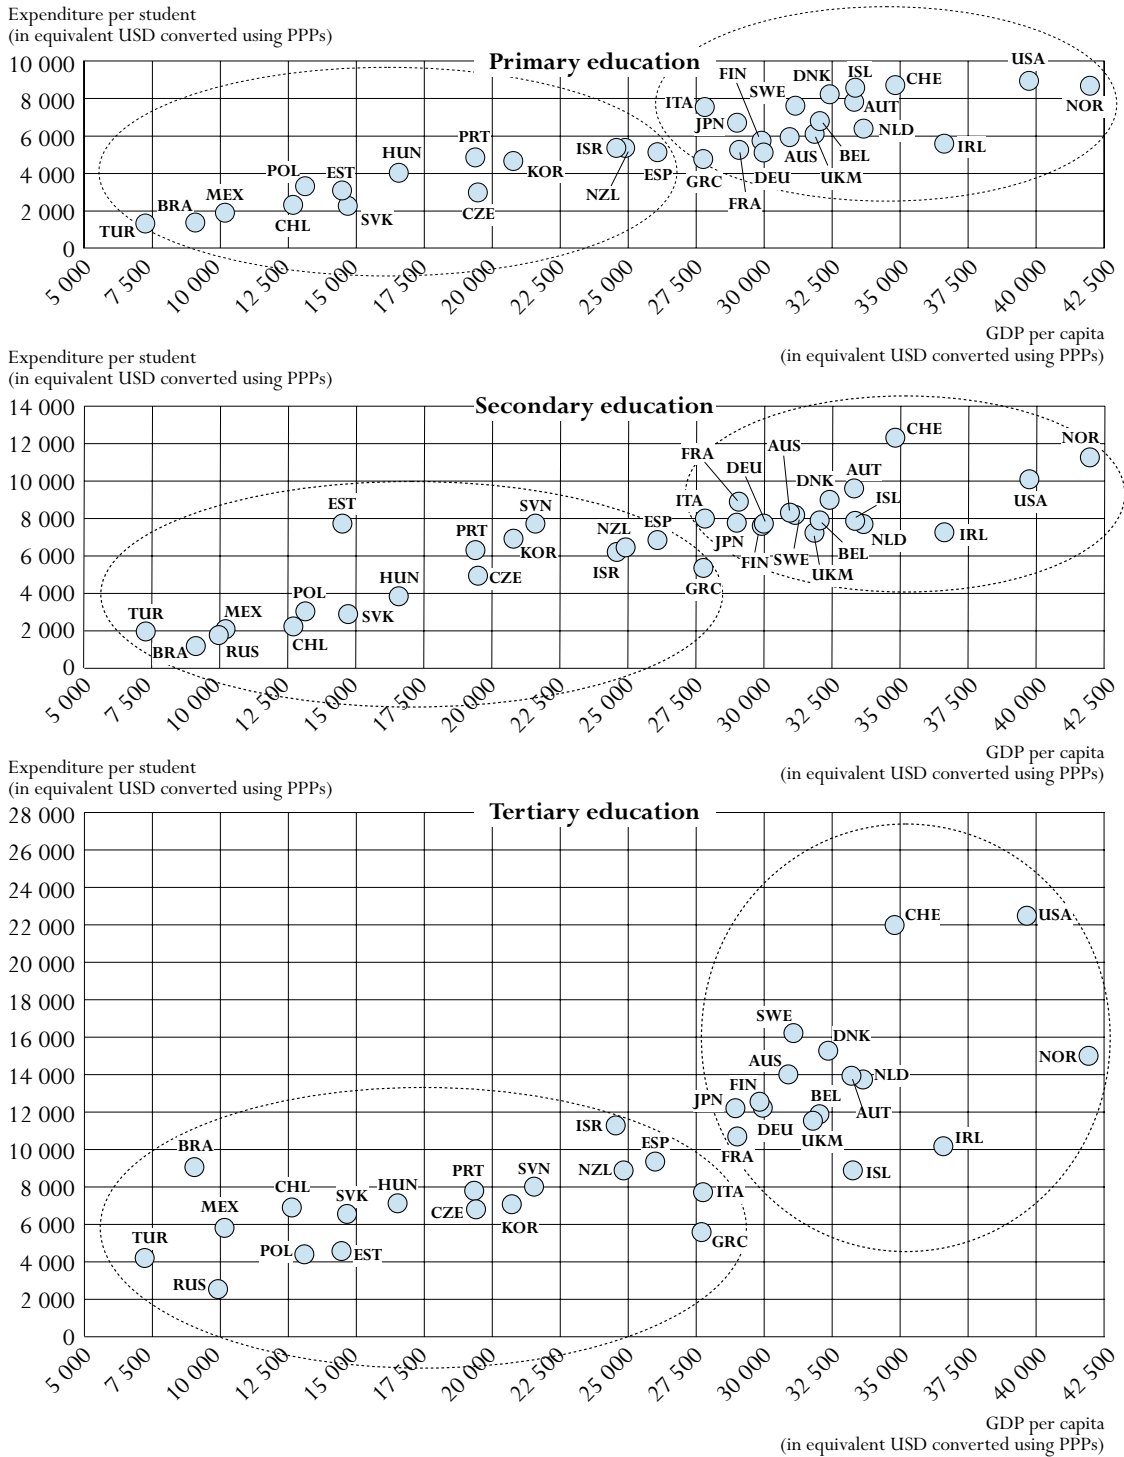 Expenditure per student
(in equivalent USD converted using PPPs)
Primary education
10 000
8 000
6 000
4 000
2 000
0
TUR
BRA
MEX
POL
CHL
EST
SVK
HUN
PRT
CZE
KOR
ISR
NZL
ESP
ITA
GRC
JPN
FRA
FIN
DEU
SWE
AUS
DNK
UKM
BEL
ISL
AUT
NLD
CHE
IRL
USA
NOR
5 000
7 500
10 000
12 500
15 000
17 500
20 000
22 500
25 000
27 500
30 000
32 500
35 000
37 500
40 000
42 500
GDP per capita
(in equivalent USD converted using PPPs)
Expenditure per student
(in equivalent USD converted using PPPs)
Secondary education
14 000
12 000
10 000
8 000
6 000
4 000
2 000
0
TUR
BRA
MEX
RUS
POL
CHL
EST
SVK
HUN
PRT
CZE
SVN
KOR
NZL
ISR
ESP
ITA
GRC
FRA
JPN
DEU
FIN
AUS
SWE
DNK
UKM
BEL
AUT
ISL
NLD
CHE
IRL
USA
NOR
5 000
7 500
10 000
12 500
15 000
17 500
20 000
22 500
25 000
27 500
30 000
32 500
35 000
37 500
40 000
42 500
GDP per capita
(in equivalent USD converted using PPPs)
Expenditure per student
(in equivalent USD converted using PPPs)
Tertiary education
28 000
26 000
24 000
22 000
20 000
18 000
16 000
14 000
12 000
10 000
8 000
6 000
4 000
2 000
0
TUR
BRA
MEX
RUS
CHL
POL
SVK
EST
HUN
PRT
CZE
SVN
KOR
ISR
NZL
ESP
ITA
GRC
JPN
FRA
FIN
DEU
AUS
SWE
DNK
BEL
UKM
NLD
AUT
ISL
CHE
IRL
USA
NOR
5 000
7 500
10 000
12 500
15 000
17 500
20 000
22 500
25 000
27 500
30 000
32 500
35 000
37 500
40 000
42 500
GDP per capita
(in equivalent USD converted using PPPs)